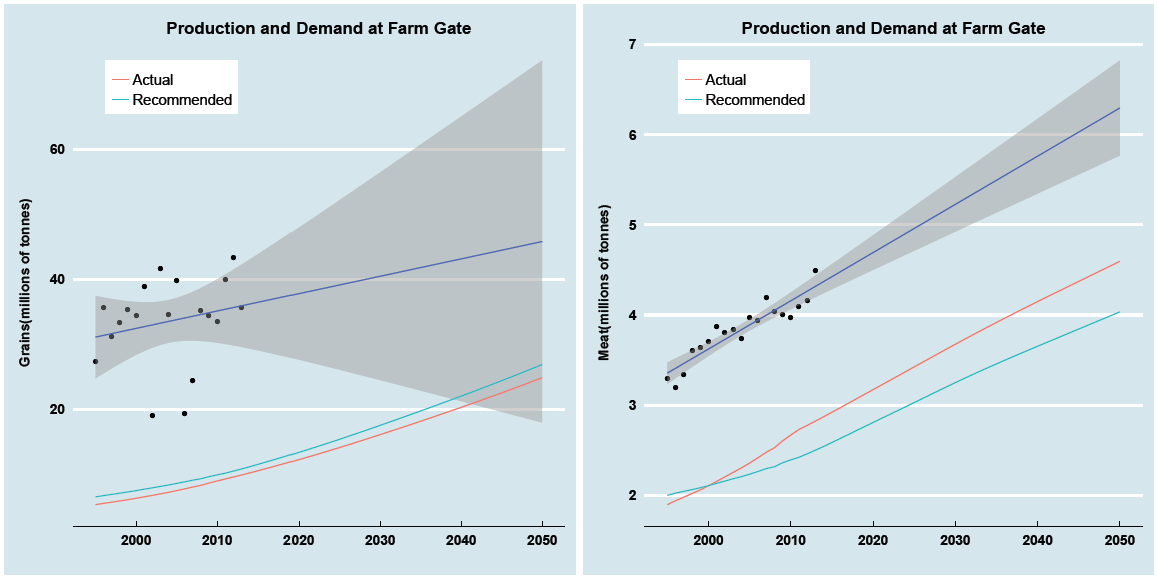 Production and Demand at Farm Gate
Actual
Recommended
Grains(millions of tonnes)
60
40
20
2000 2010 2020 2030 2040 2050
Production and Demand at Farm Gate
Actual
Recommended
Meat(millions of tonnes)
7
6
5
4
3
2
2000 2010 2020 2030 2040 2050